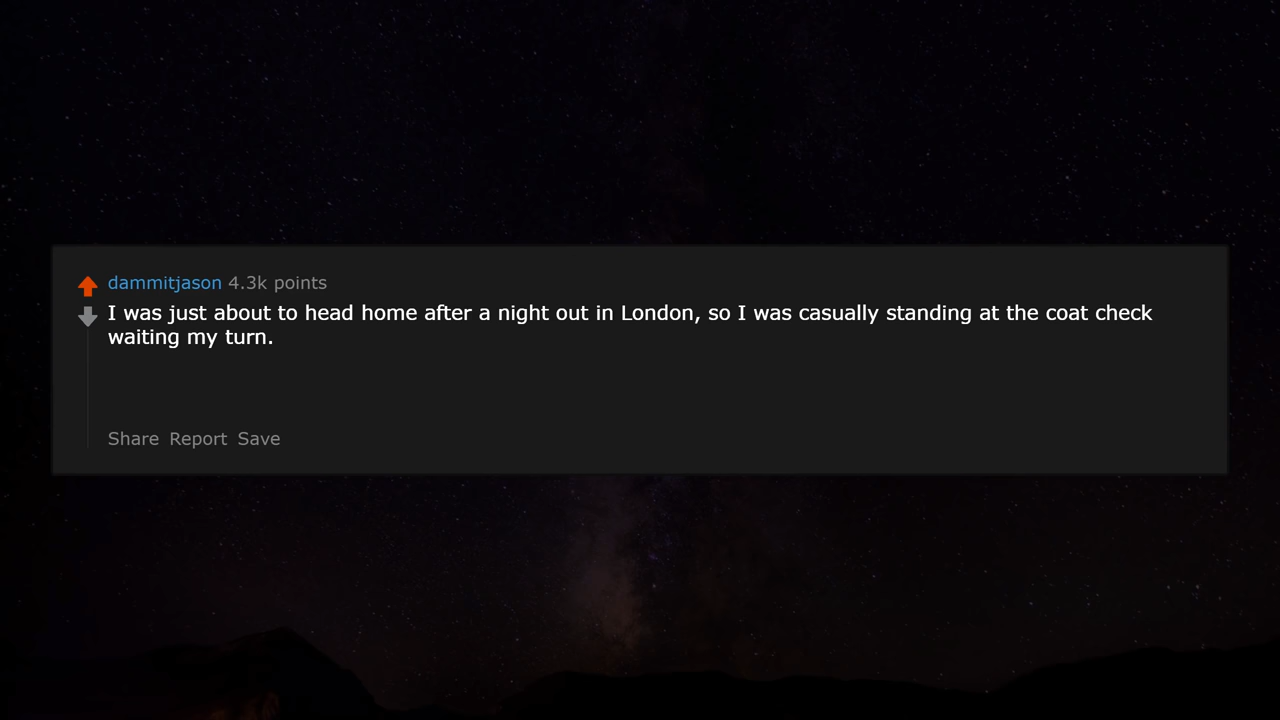 dammitjason 4.3k points
I was just about to head home after a night out in London, so I was casually standing at the coat check
waiting my turn.
Share Report Save